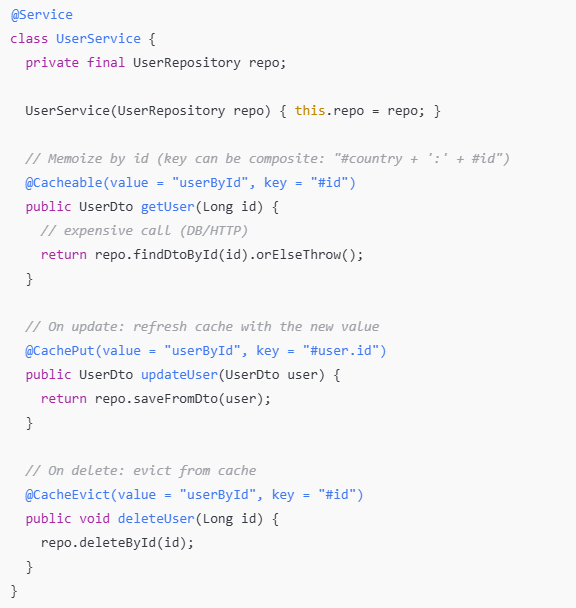 @Service
class UserService {
  private final UserRepository repo;

  UserService(UserRepository repo) { this.repo = repo; }

  // Memoize by id (key can be composite: "#country + ':' + #id")
  @Cacheable(value = "userById", key = "#id")
  public UserDto getUser(Long id) {
    // expensive call (DB/HTTP)
    return repo.findDtoById(id).orElseThrow();
  }

  // On update: refresh cache with the new value
  @CachePut(value = "userById", key = "#user.id")
  public UserDto updateUser(UserDto user) {
    return repo.saveFromDto(user);
  }

  // On delete: evict from cache
  @CacheEvict(value = "userById", key = "#id")
  public void deleteUser(Long id) {
    repo.deleteById(id);
  }
}